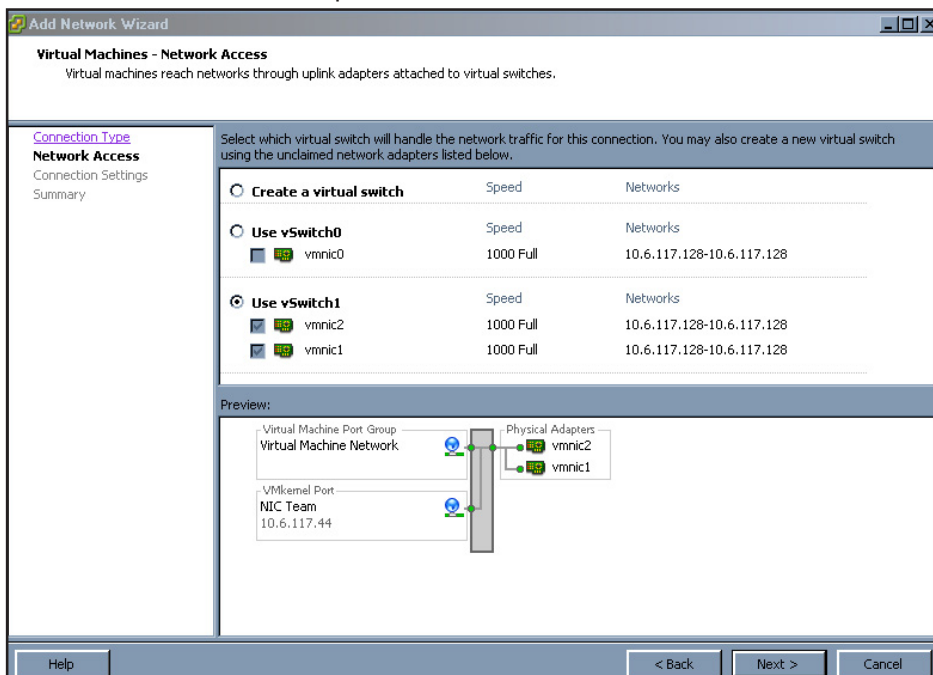 Add Network Wizard
Virtual Machines - Network Access
Virtual machines reach networks through uplink adapters attached to virtual switches.
Connection Type
Network Access
Connection Settings
Summary
Select which virtual switch will handle the network traffic for this connection. You may also create a new virtual switch
using the unclaimed network adapters listed below.
Create a virtual switch Speed Networks
Use vSwitch0 Speed Networks
vmnic0 1000 Full 10.6.117.128-10.6.117.128
Use vSwitch1 Speed Networks
vmnic2 1000 Full 10.6.117.128-10.6.117.128
vmnic1 1000 Full 10.6.117.128-10.6.117.128
Preview:
Virtual Machine Port Group Physical Adapters
Virtual Machine Network vmnic2
vmnic1
VMkernel Port
NIC Team
10.6.117.44
Help < Back Next > Cancel